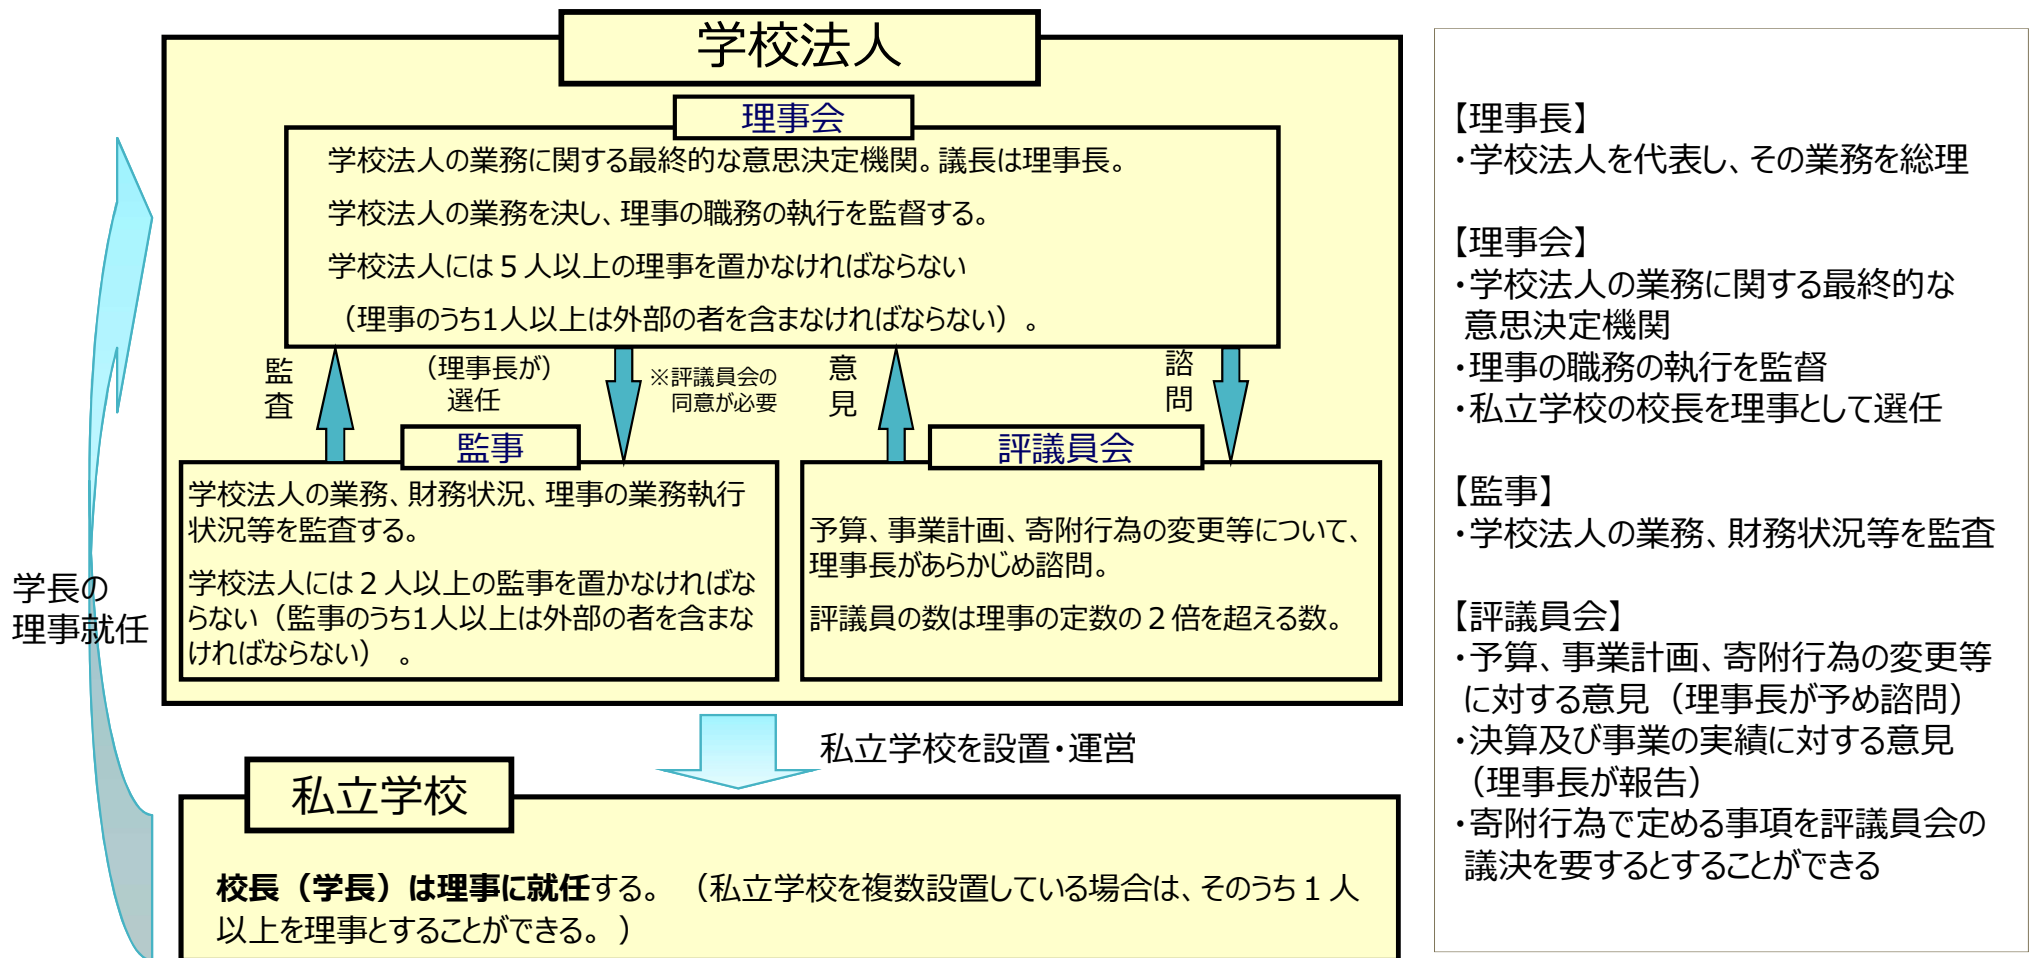 学校法人
理事会
学校法人の業務に関する最終的な意思決定機関。議長は理事長。
学校法人の業務を決し、理事の職務の執行を監督する。
学校法人には５人以上の理事を置かなければならない
（理事のうち1人以上は外部の者を含まなければならない）。
監査
（理事長が）
選任
※評議員会の
同意が必要
意見
諮問
監事
学校法人の業務、財務状況、理事の業務執行
状況等を監査する。
学校法人には２人以上の監事を置かなければな
らない（監事のうち1人以上は外部の者を含まな
ければならない）。
評議員会
予算、事業計画、寄附行為の変更等について、
理事長があらかじめ諮問。
評議員の数は理事の定数の２倍を超える数。
学長の
理事就任
私立学校を設置・運営
私立学校
校長（学長）は理事に就任する。（私立学校を複数設置している場合は、そのうち１人
以上を理事とすることができる。）
【理事長】
・学校法人を代表し、その業務を総理
【理事会】
・学校法人の業務に関する最終的な
意思決定機関
・理事の職務の執行を監督
・私立学校の校長を理事として選任
【監事】
・学校法人の業務、財務状況等を監査
【評議員会】
・予算、事業計画、寄附行為の変更等
に対する意見（理事長が予め諮問）
・決算及び事業の実績に対する意見
（理事長が報告）
・寄附行為で定める事項を評議員会の
議決を要するとすることができる